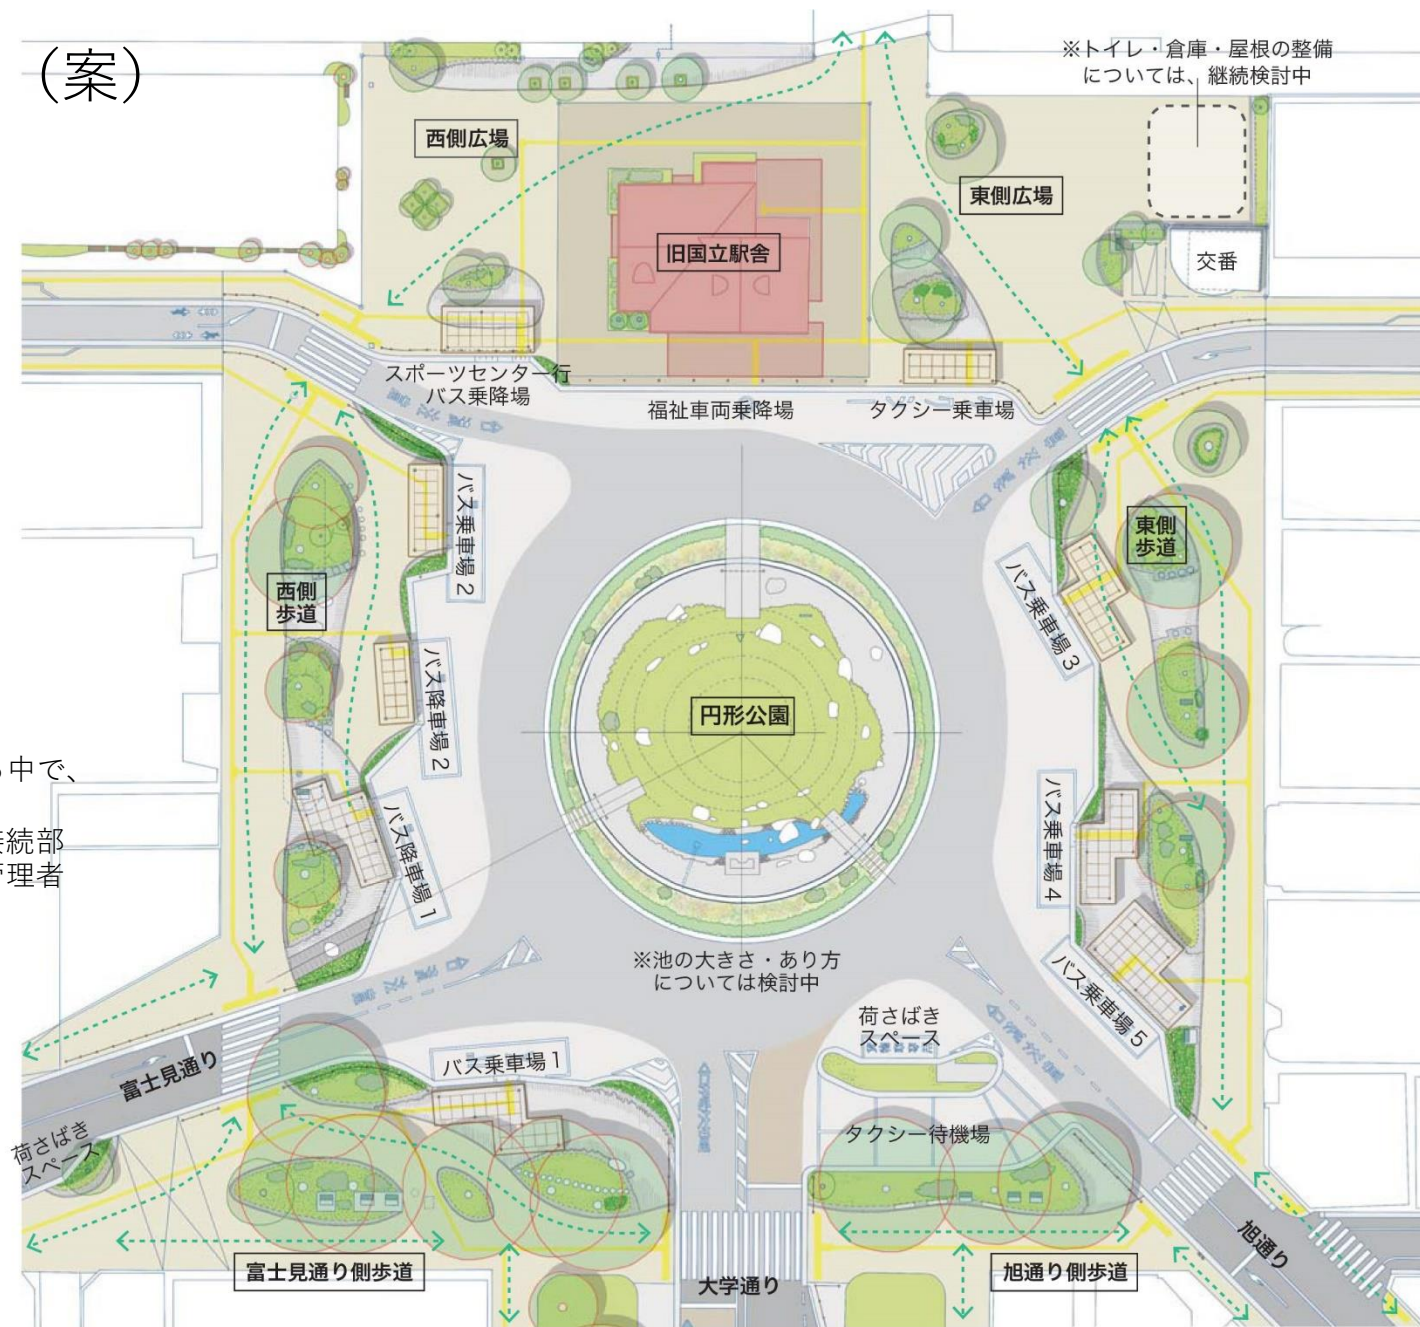 （案）
※トイレ・倉庫・屋根の整備
については、継続検討中
西側広場
東側広場
旧国立駅舎
交番
スポーツセンター行
バス乗降場
福祉車両乗降場
タクシー乗車場
バス乗車場２
西側
歩道
バス降車場２
バス降車場１
東側
歩道
バス乗車場３
バス乗車場４
バス乗車場５
円形公園
中で、
続部
理者
※池の大きさ・あり方
については検討中
荷さばき
スペース
バス乗車場１
富士見通り
荷さばき
スペース
タクシー待機場
富士見通り側歩道
大学通り
旭通り側歩道
旭通り